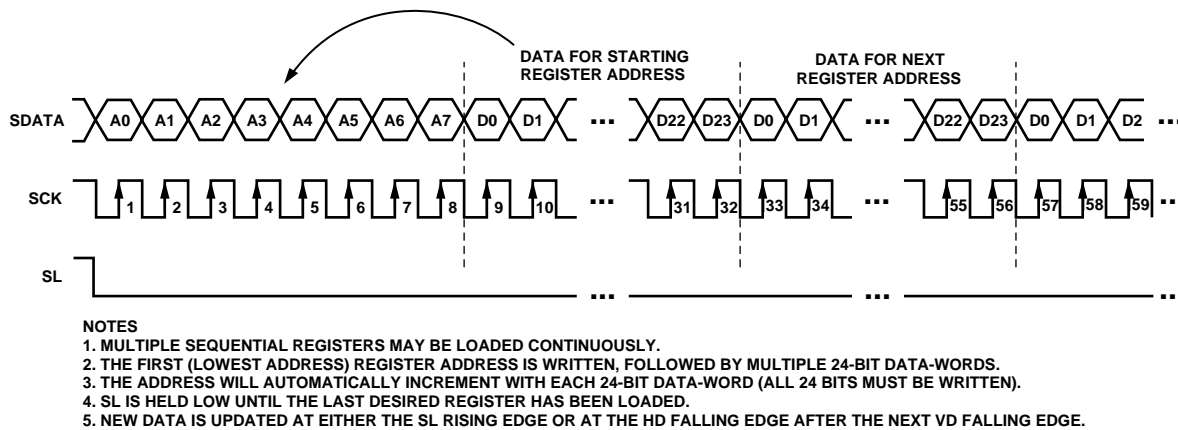 DATA FOR STARTING
REGISTER ADDRESS
DATA FOR NEXT
REGISTER ADDRESS
SDATA A0 A1 A2 A3 A4 A5 A6 A7 D0 D1 ... D22 D23 D0 D1 ... D22 D23 D0 D1 D2 ...
SCK 1 2 3 4 5 6 7 8 9 10 ... 31 32 33 34 ... 55 56 57 58 59 ..
SL ... ... ..
NOTES
1. MULTIPLE SEQUENTIAL REGISTERS MAY BE LOADED CONTINUOUSLY.
2. THE FIRST (LOWEST ADDRESS) REGISTER ADDRESS IS WRITTEN, FOLLOWED BY MULTIPLE 24-BIT DATA-WORDS.
3. THE ADDRESS WILL AUTOMATICALLY INCREMENT WITH EACH 24-BIT DATA-WORD (ALL 24 BITS MUST BE WRITTEN).
4. SL IS HELD LOW UNTIL THE LAST DESIRED REGISTER HAS BEEN LOADED.
5. NEW DATA IS UPDATED AT EITHER THE SL RISING EDGE OR AT THE HD FALLING EDGE AFTER THE NEXT VD FALLING EDGE.